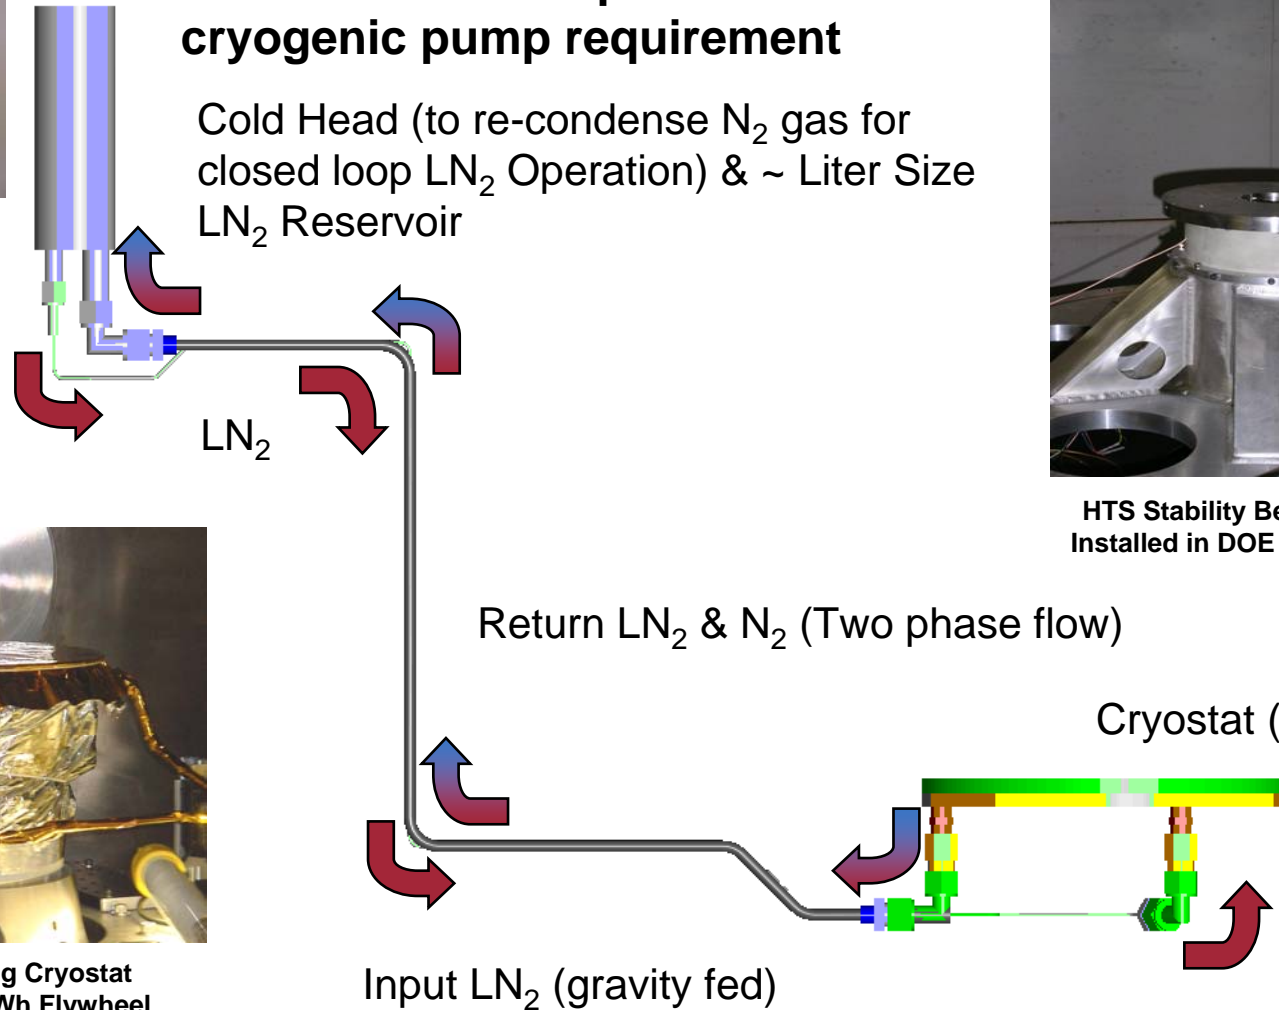 cryogenic pump requirement
Cold Head (to re-condense N₂ gas for
closed loop LN₂ Operation) & ~ Liter Size
LN₂ Reservoir
LN₂
HTS Stability
Installed in DOE
Return LN₂ & N₂ (Two phase flow)
Cryostat (
Cryostat
Flywheel
Input LN₂ (gravity fed)